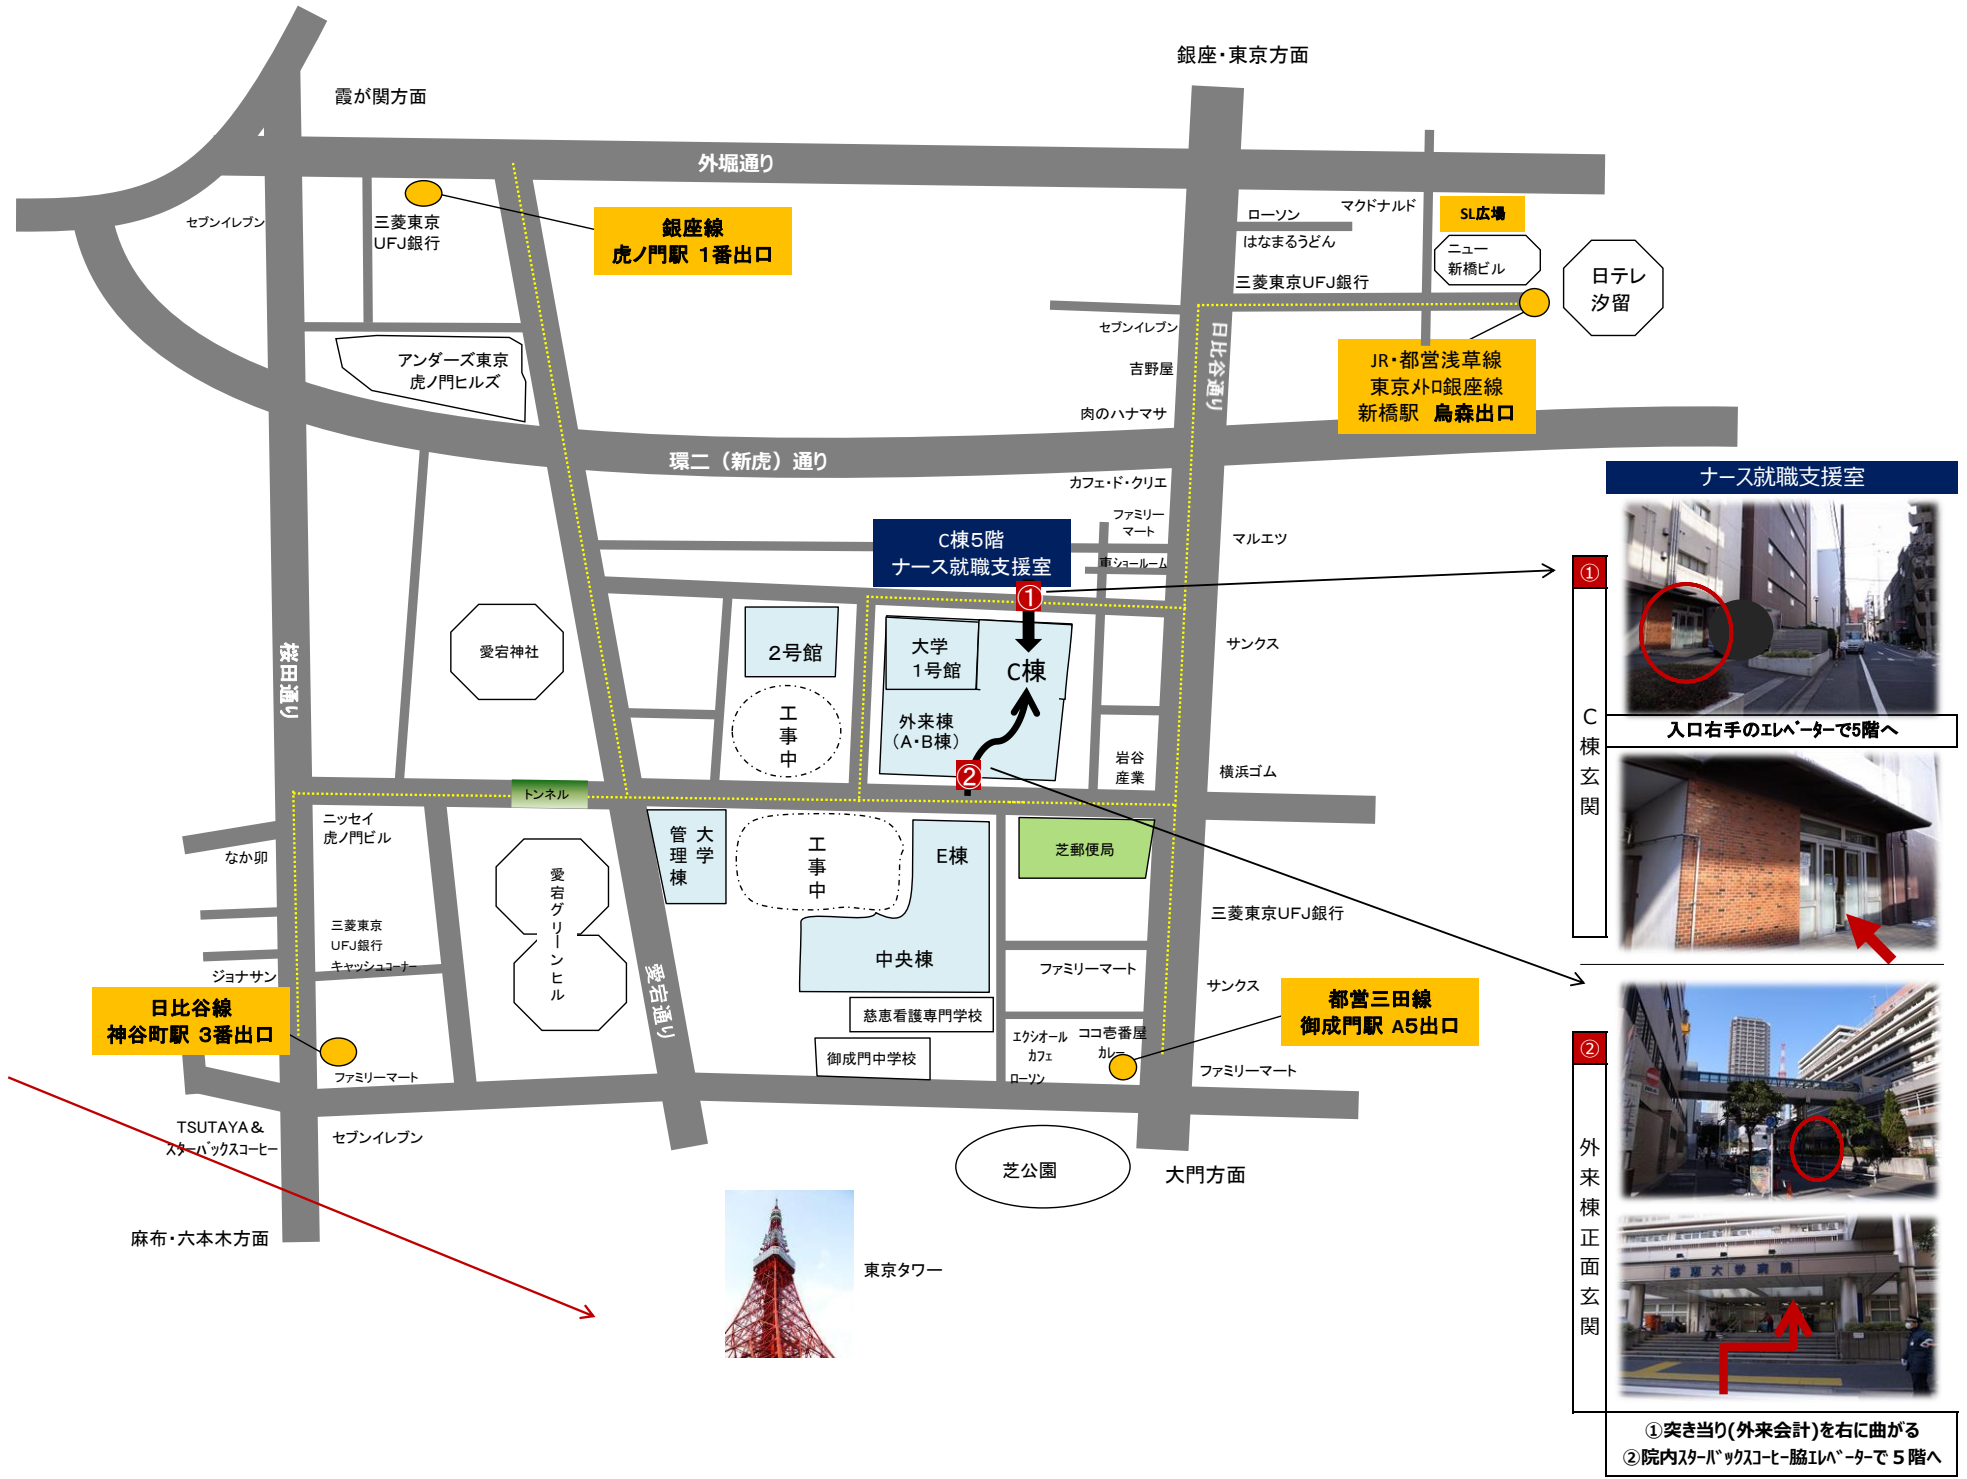 銀座・東京方面
霞が関方面
外堀通り
セブンイレブン
三菱東京
UFJ銀行
銀座線
虎ノ門駅 1番出口
ローソン
はなまるうどん
マクドナルド
SL広場
ニュー
新橋ビル
日テレ
汐留
三菱東京UFJ銀行
セブンイレブン
日比谷通り
吉野屋
肉のハナマサ
JR・都営浅草線
東京メトロ銀座線
新橋駅 烏森出口
アンダーズ東京
虎ノ門ヒルズ
環二（新虎）通り
カフェ・ド・クリエ
ファミリー
マート
車ショールーム
マルエツ
C棟5階
ナース就職支援室
①
愛宕神社
2号館
大学
1号館
C棟
サンクス
桜田通り
工事中
外来棟
（A・B棟）
②
岩谷
産業
横浜ゴム
トンネル
ニッセイ
虎ノ門ビル
なか卯
大学
管理棟
工事中
E棟
芝郵便局
愛宕グリーンヒル
三菱東京
UFJ銀行
キャッシュコーナー
ジョナサン
中央棟
三菱東京UFJ銀行
ファミリーマート
サンクス
愛宕通り
日比谷線
神谷町駅 3番出口
慈恵看護専門学校
御成門中学校
エクシオール
カフェ
ココ壱番屋
カレー
ローソン
都営三田線
御成門駅 A5出口
ファミリーマート
ファミリーマート
TSUTAYA＆
スターバックスコーヒー
セブンイレブン
芝公園
大門方面
麻布・六本木方面
東京タワー
ナース就職支援室
①
C棟玄関
入口右手のエレベーターで5階へ
②
外来棟正面玄関
慈恵大学病院
①突き当り(外来会計)を右に曲がる
②院内スターバックスコーヒー脇エレベーターで5階へ